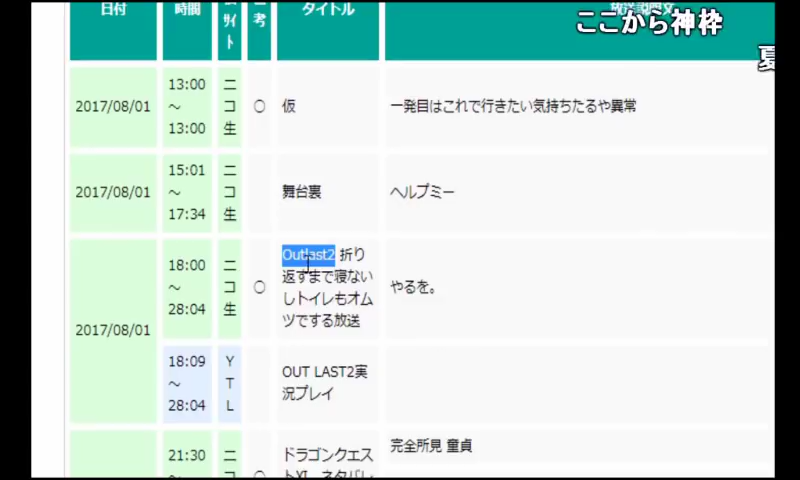 ここから神枠
夏
日付
時間
サイト
考
タイトル
放送説明文
2017/08/01
13:00
～
13:00
ニコ生
○
仮
一発目はこれで行きたい気持ちたるや異常
2017/08/01
15:01
～
17:34
ニコ生
舞台裏
ヘルプミー
2017/08/01
18:00
～
28:04
ニコ生
○
Outlast2 折り
返すまで寝ない
しトイレもオム
ツでする放送
やるを。
18:09
～
28:04
YTL
OUT LAST2実
況プレイ
21:30
～
ニコ
○
ドラゴンクエス
トXI ネタバレ
完全所見 童貞